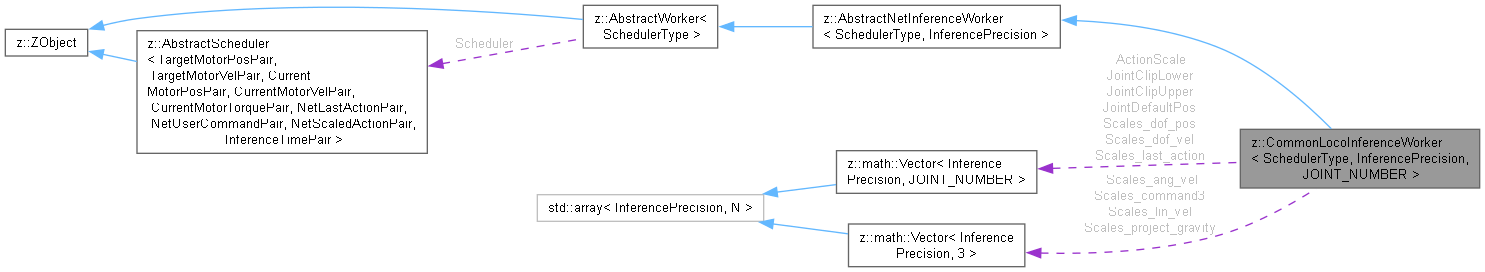 z::ZObject
z::AbstractScheduler
< TargetMotorPosPair,
TargetMotorVelPair, Current
MotorPosPair, CurrentMotorVelPair,
CurrentMotorTorquePair, NetLastActionPair,
NetUserCommandPair, NetScaledActionPair,
InferenceTimePair >
Scheduler
z::AbstractWorker<
SchedulerType >
z::AbstractNetInferenceWorker
< SchedulerType, InferencePrecision >
ActionScale
JointClipLower
JointClipUpper
JointDefaultPos
Scales_dof_pos
Scales_dof_vel
Scales_last_action
z::CommonLocoInferenceWorker
< SchedulerType, InferencePrecision,
JOINT_NUMBER >
z::math::Vector< Inference
Precision, JOINT_NUMBER >
std::array< InferencePrecision, N >
Scales_ang_vel
Scales_command3
Scales_lin_vel
Scales_project_gravity
z::math::Vector< Inference
Precision, 3 >